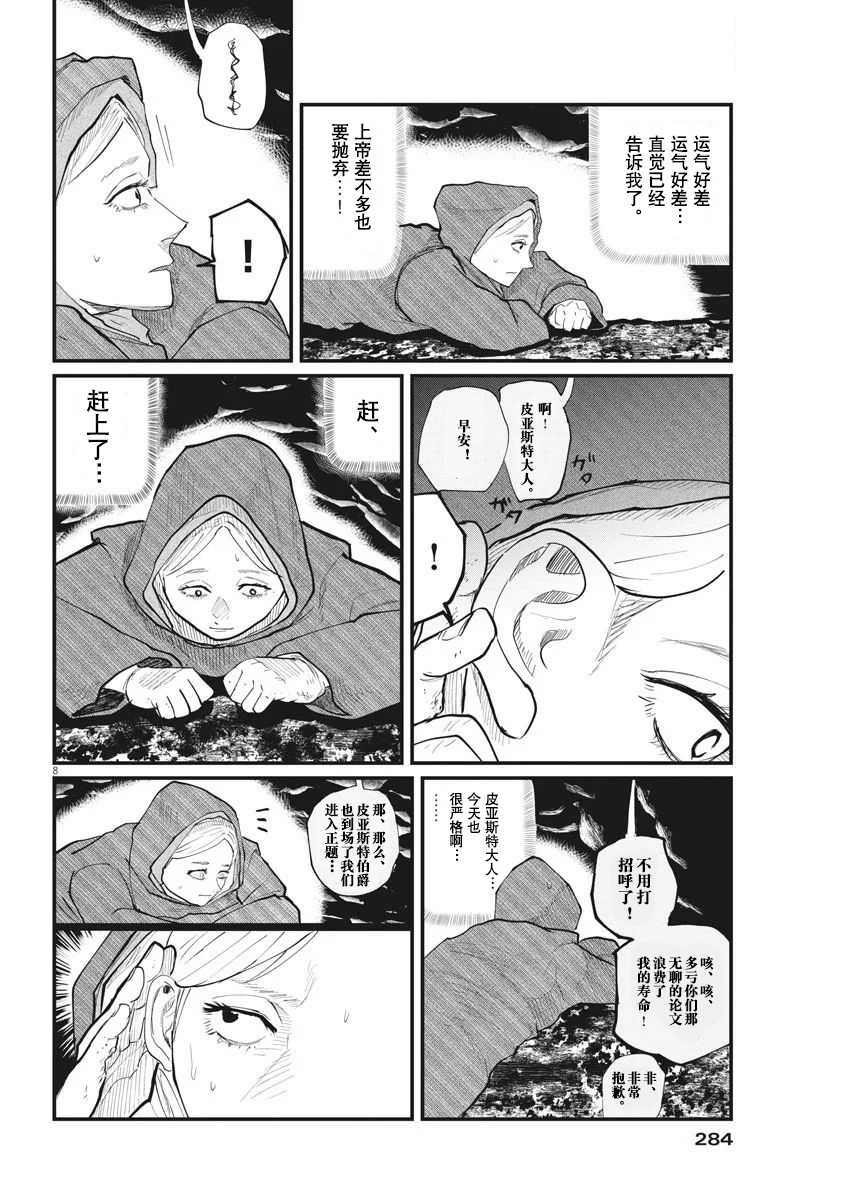 运气好差
运气好差…
直觉已经
告诉我了。
上帝差不多也
要抛弃…！
！
啊！
皮亚斯特大人。
早安！
ガク゛
ガク゛
！
赶、
赶上了…
不用打
招呼了！
咳、咳、
多亏你们那
无聊的论文
浪费了
我的寿命！
非、
非常
抱歉。
皮亚斯特大人…
今天也
很严格啊…
……
那、那么、
皮亚斯特伯爵
也到场了我们
进入正题…
8
284